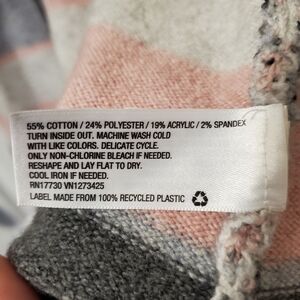 55% COTTON / 24% POLYESTER / 19% ACRYLIC / 2% SPANDEX
TURN INSIDE OUT. MACHINE WASH COLD
WITH LIKE COLORS. DELICATE CYCLE.
ONLY NON-CHLORINE BLEACH IF NEEDED.
RESHAPE AND LAY FLAT TO DRY.
COOL IRON IF NEEDED.
RN17730 VN1273425
LABEL MADE FROM 100% RECYCLED PLASTIC